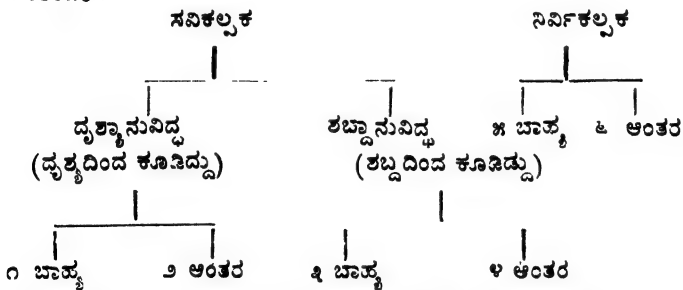 ಸವಿಕಲ್ಪಕ ನಿರ್ವಿಕಲ್ಪಕ
ದೃಶ್ಯಾನುವಿದ್ಧ ಶಬ್ದಾನುವಿದ್ಧ ೫ ಬಾಹ್ಯ ೬ ಆಂತರ
(ದೃಶ್ಯದಿಂದ ಕೂಡಿದ್ದು) (ಶಬ್ದದಿಂದ ಕೂಡಿದ್ದು)
೧ ಬಾಹ್ಯ ೨ ಆಂತರ ೩ ಬಾಹ್ಯ ೪ ಆಂತರ